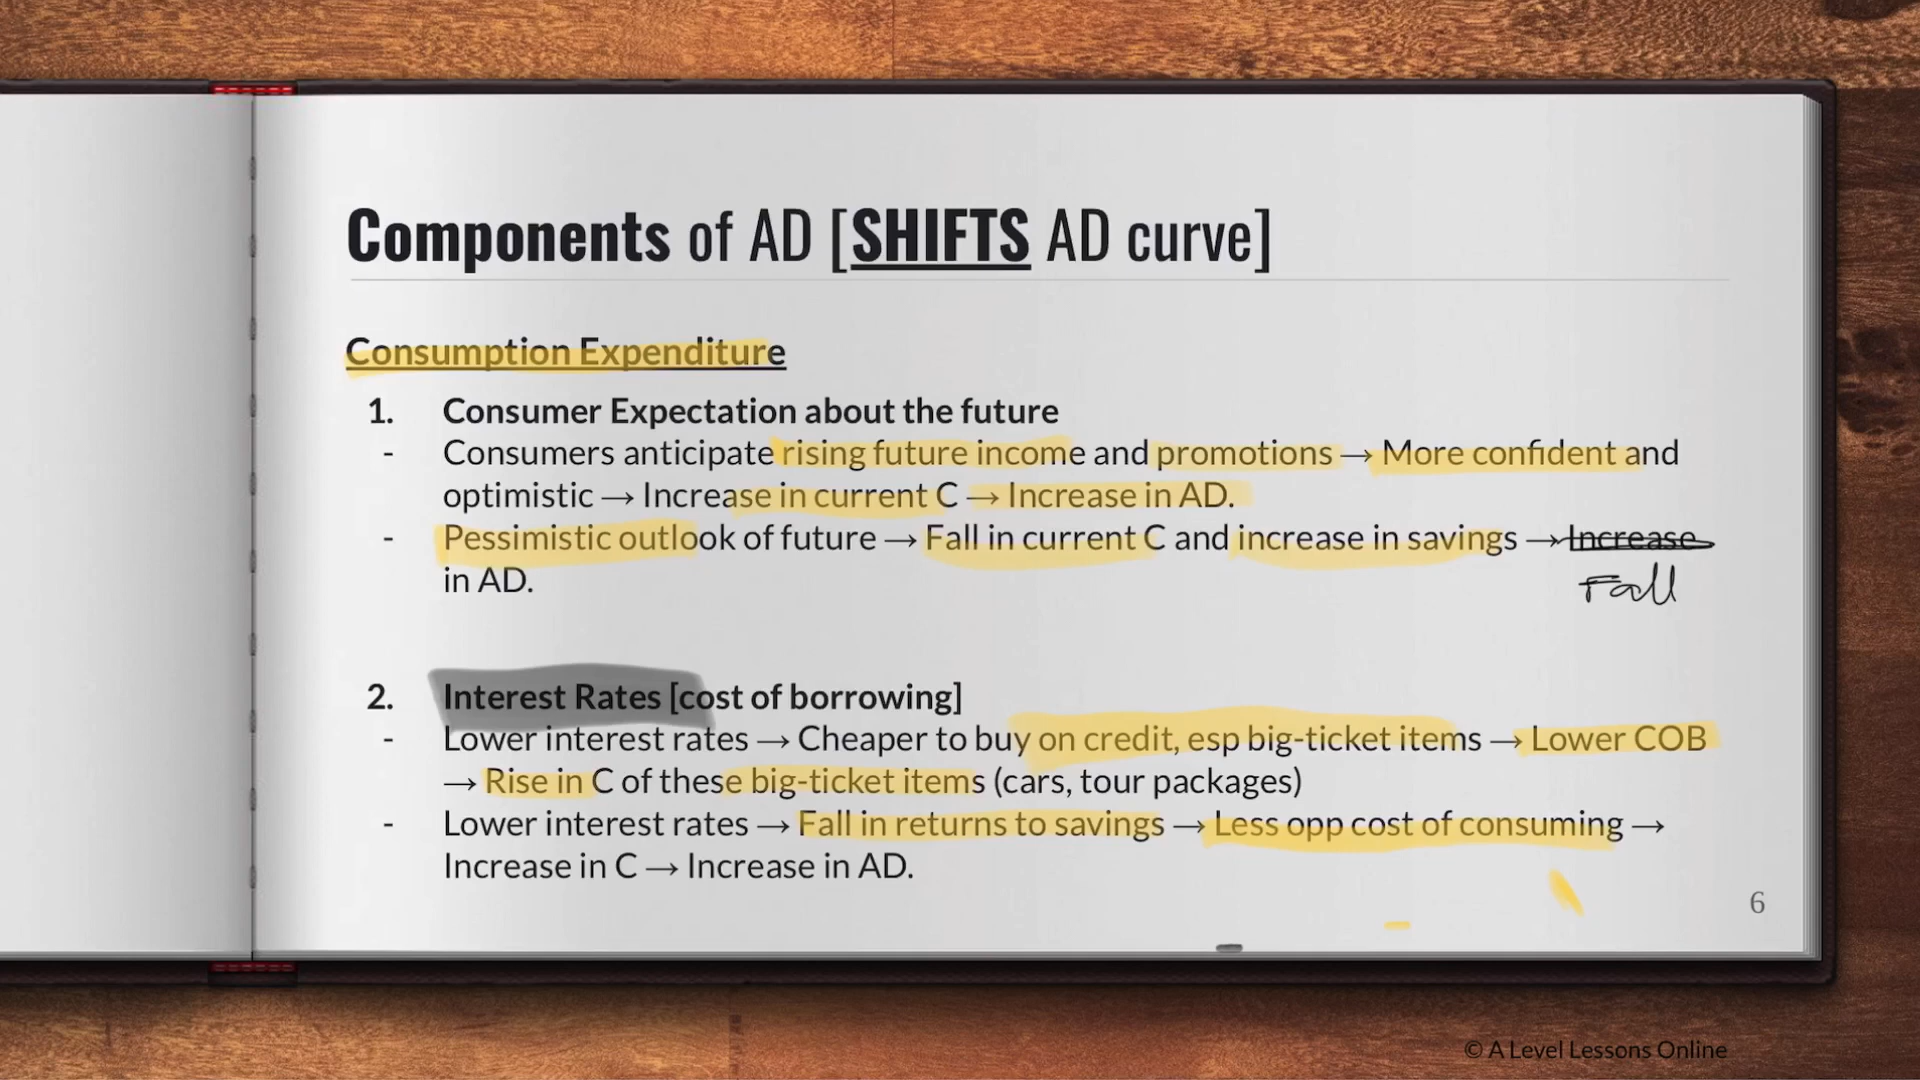 Components of AD [SHIFTS AD curve]
Consumption Expenditure
1. Consumer Expectation about the future
- Consumers anticipate rising future income and promotions → More confident and
optimistic → Increase in current C → Increase in AD.
- Pessimistic outlook of future → Fall in current C and increase in savings → Increase
Fall
in AD.
2. Interest Rates [cost of borrowing]
- Lower interest rates → Cheaper to buy on credit, esp big-ticket items → Lower COB
→ Rise in C of these big-ticket items (cars, tour packages)
- Lower interest rates → Fall in returns to savings → Less opp cost of consuming →
Increase in C → Increase in AD.
6
© A Level Lessons Online